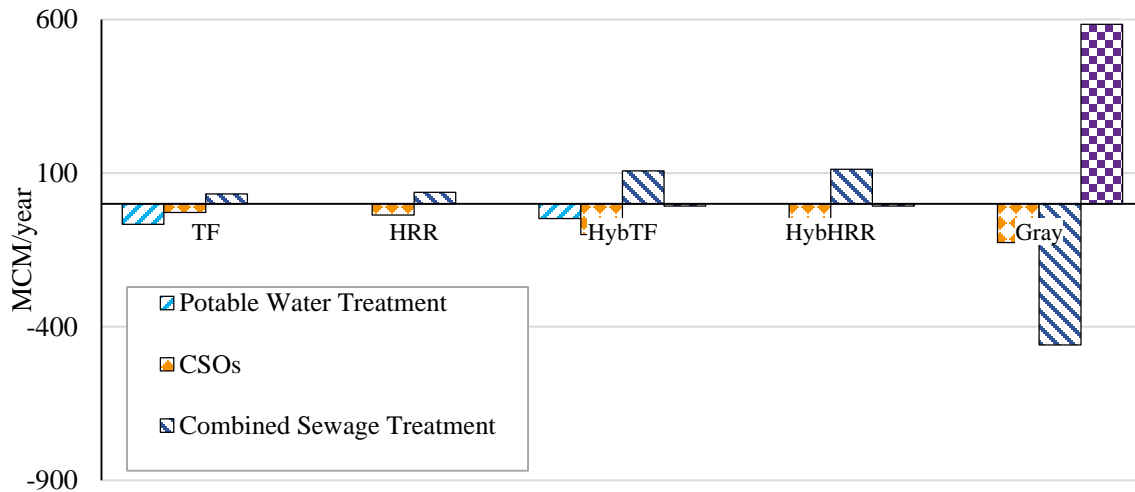 600
100
-400
-900
MCM/year
TF
HRR
HybTF
HybHRR
Gray
Potable Water Treatment
CSOs
Combined Sewage Treatment